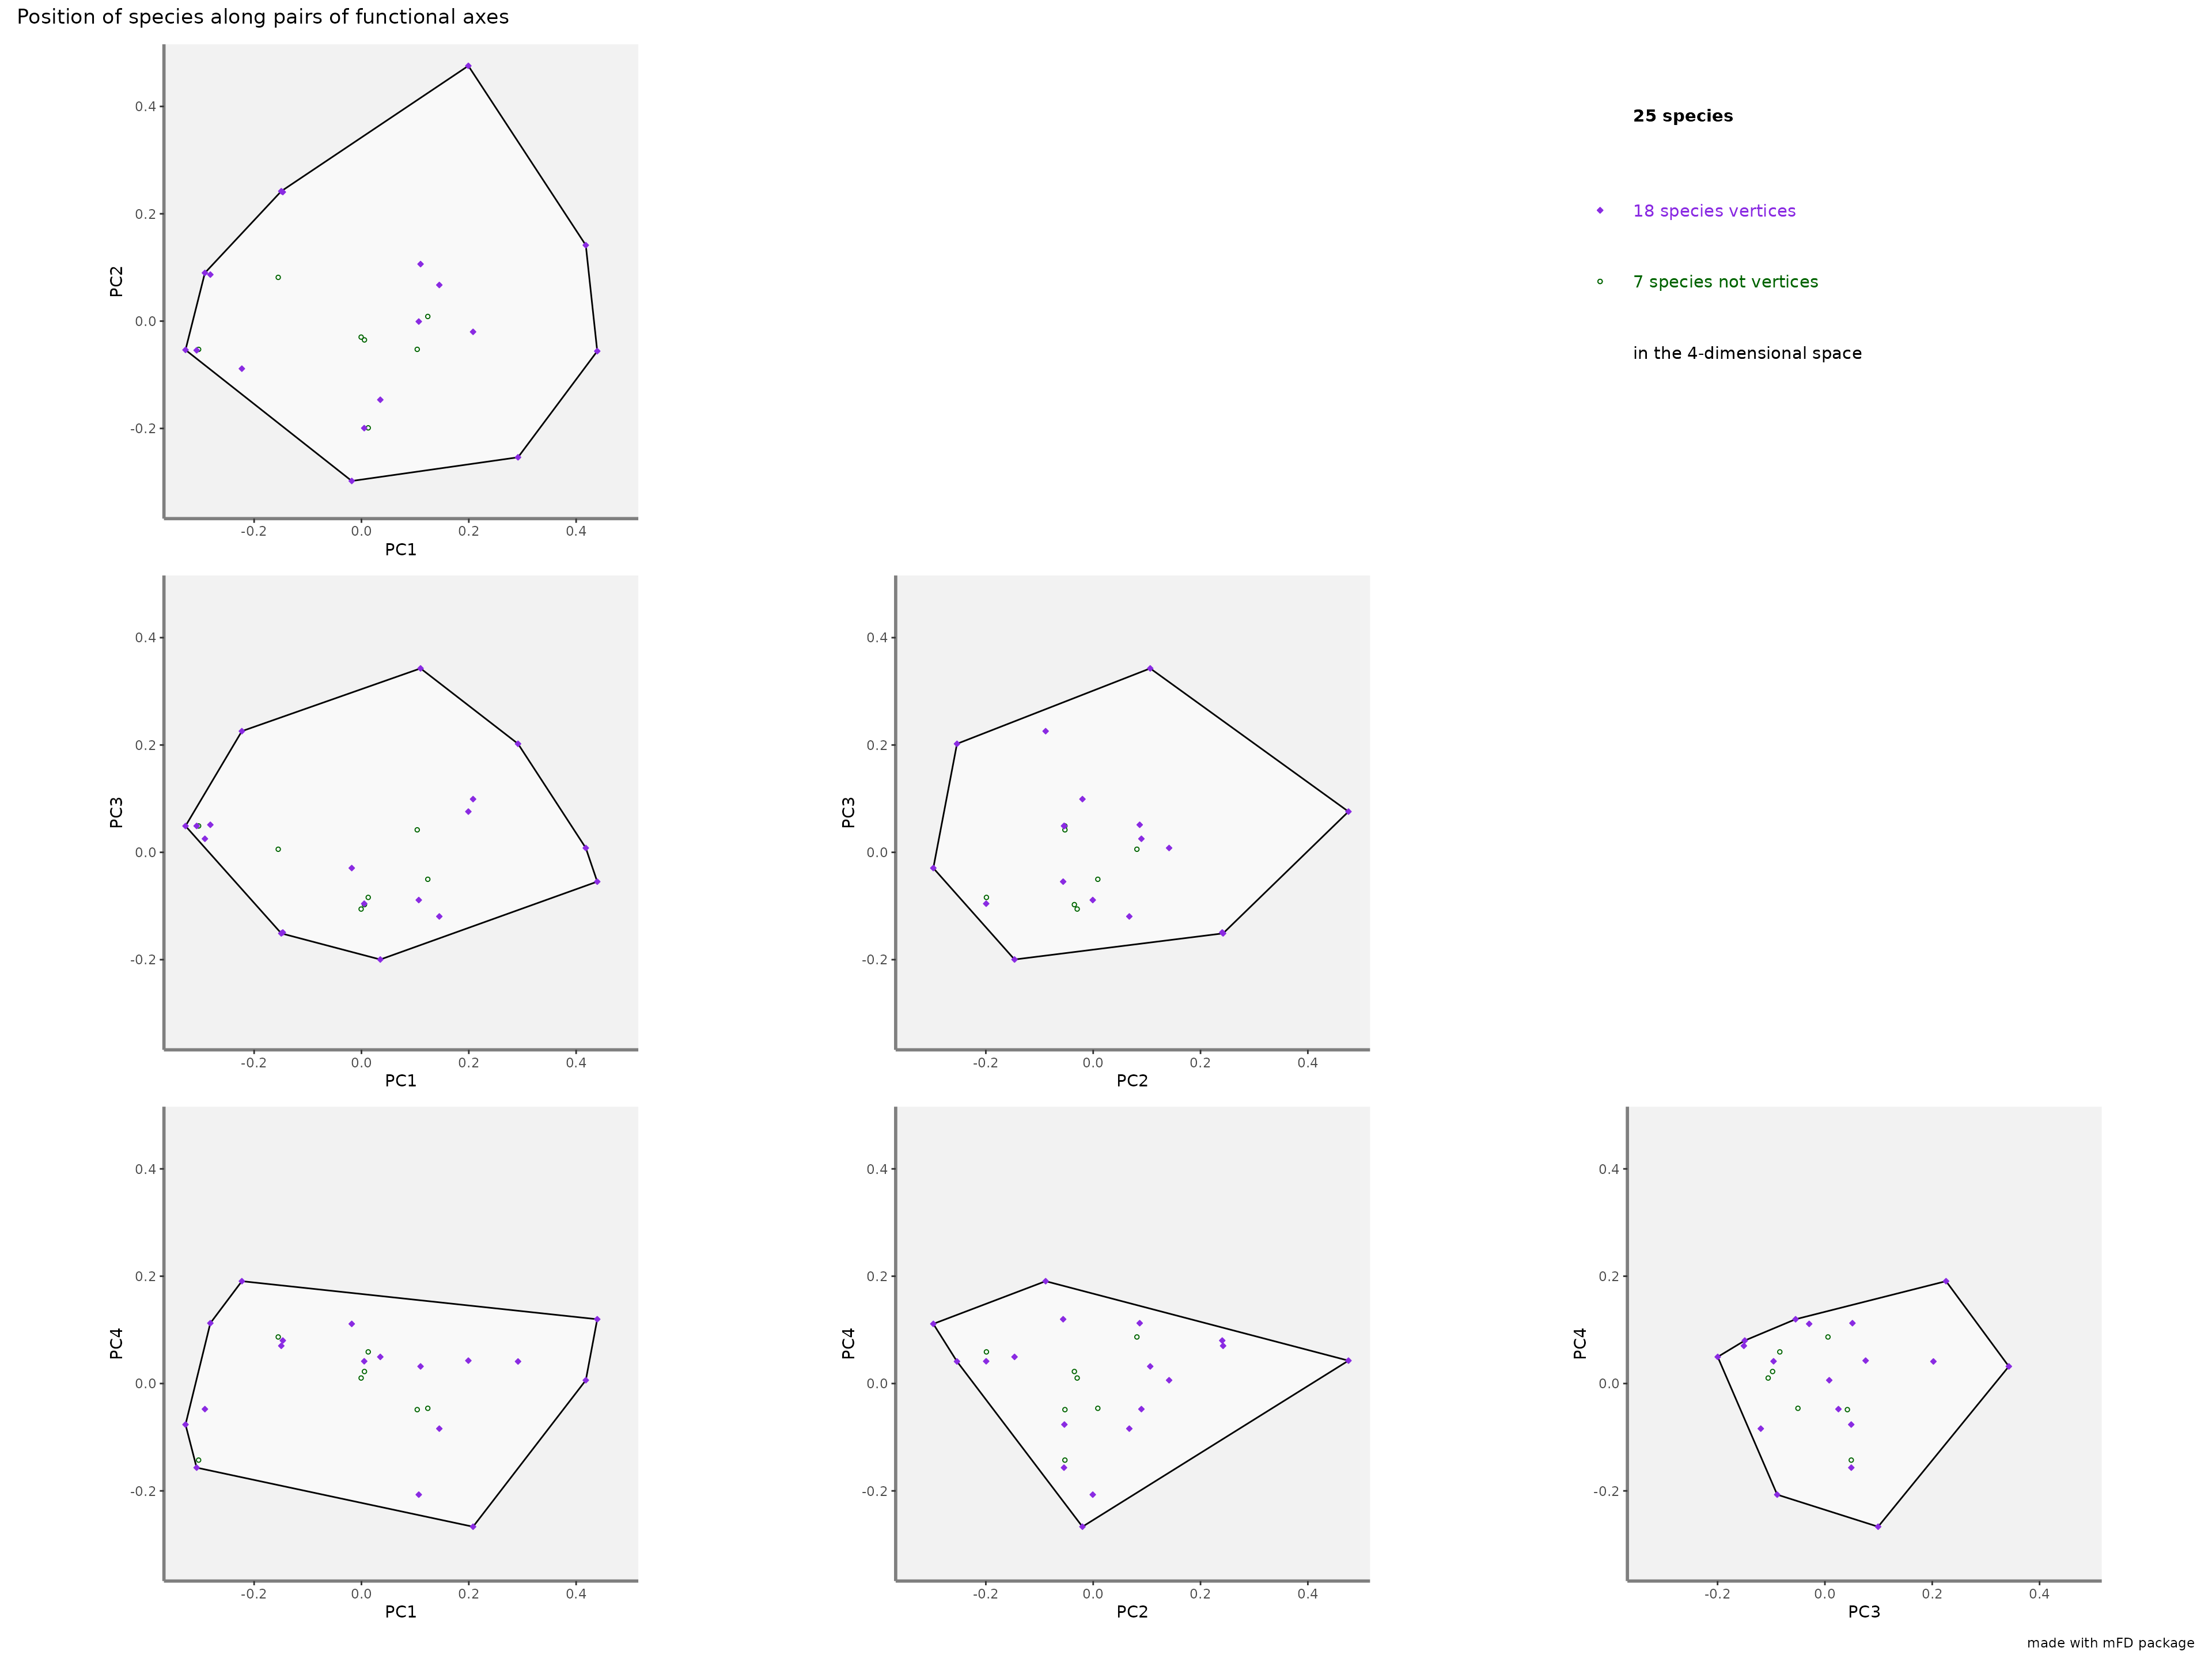 Position of species along pairs of functional axes
0.4
0.2
0.0
-0.2
PC2
-0.2 0.0 0.2 0.4
PC1
25 species
18 species vertices
7 species not vertices
in the 4-dimensional space
0.4
0.2
0.0
-0.2
PC3
-0.2 0.0 0.2 0.4
PC1
0.4
0.2
0.0
-0.2
PC3
-0.2 0.0 0.2 0.4
PC2
0.4
0.2
0.0
-0.2
PC4
-0.2 0.0 0.2 0.4
PC1
0.4
0.2
0.0
-0.2
PC4
-0.2 0.0 0.2 0.4
PC2
0.4
0.2
0.0
-0.2
PC4
-0.2 0.0 0.2 0.4
PC3
made with mFD package